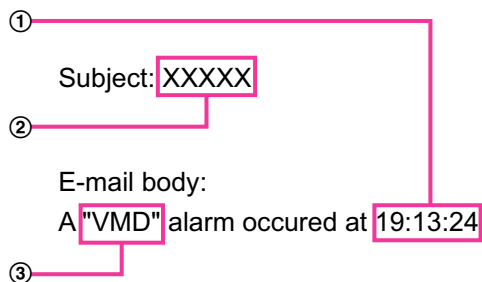 ①
Subject: XXXXX
②
E-mail body:
A "VMD" alarm occured at 19:13:24
③